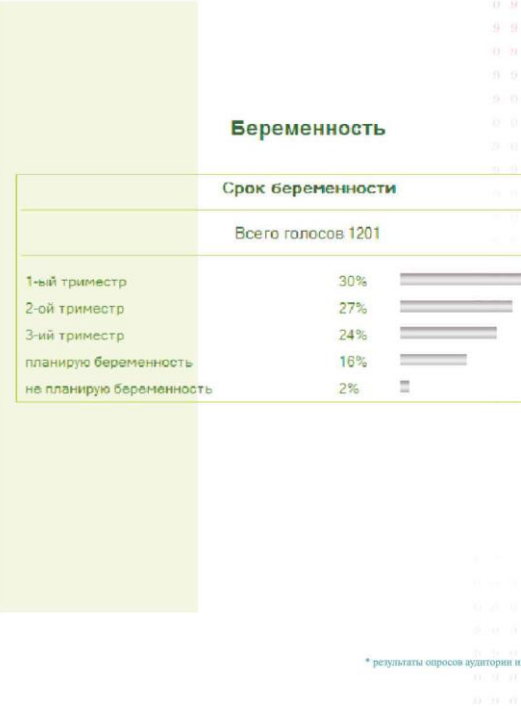 Беременность
Срок беременности
Всего голосов 1201
1-ый триместр 30%
2-ой триместр 27%
3-ий триместр 24%
планирую беременность 16%
не планирую беременность 2%
* результаты опросов аудитории и